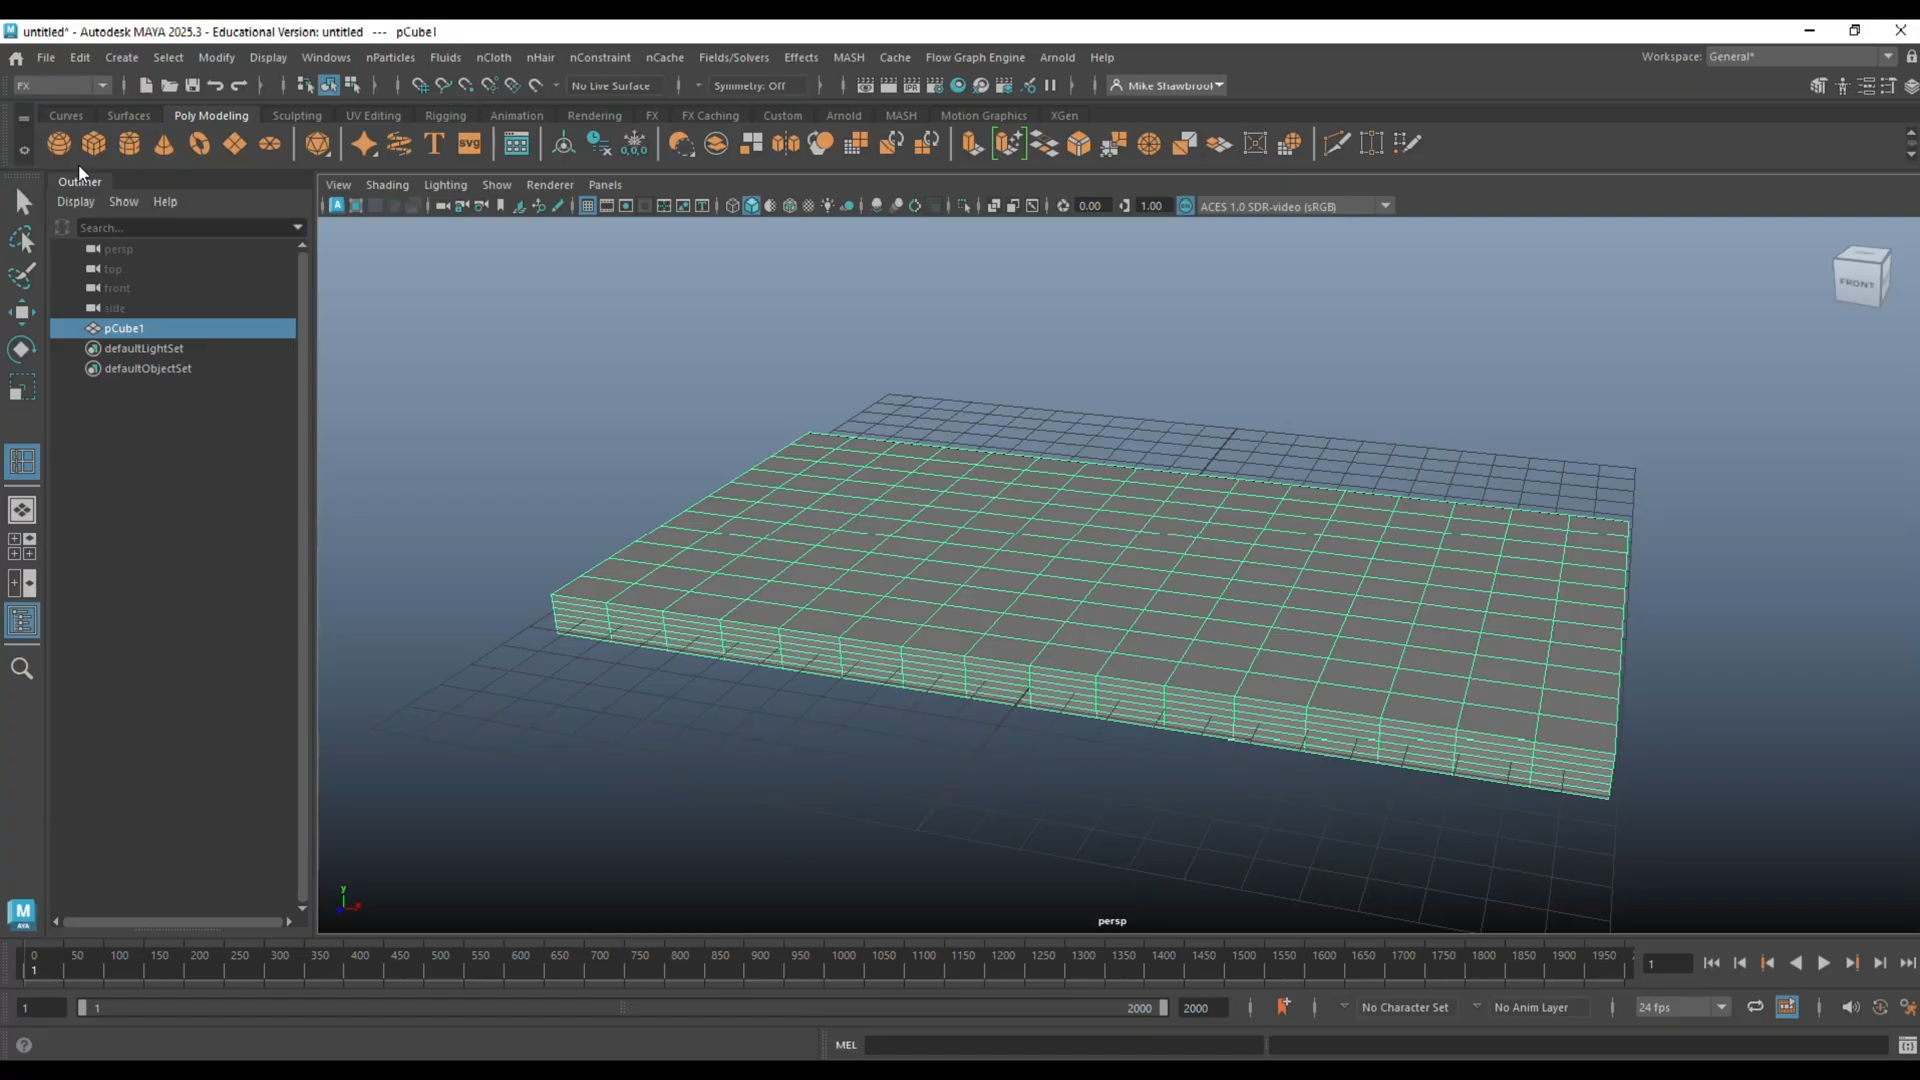 untitled* - Autodesk MAYA 2025.3 - Educational Version: untitled --- pCube1
File Edit Create Select Modify Display Windows nParticles Fluids nCloth nHair nConstraint nCache Fields/Solvers Effects MASH Cache Flow Graph Engine Arnold Help
Workspace: General*
FX No Live Surface Symmetry: Off IPR Mike Shawbrool
Curves Surfaces Poly Modeling Sculpting UV Editing Rigging Animation Rendering FX FX Caching Custom Arnold MASH Motion Graphics XGen
T SVG 0,0,0
Outliner
View Shading Lighting Show Renderer Panels
Display Show Help
0.00 1.00 ACES 1.0 SDR-video (sRGB)
Search...
persp
top
front
side
pCube1
defaultLightSet
defaultObjectSet
FRONT
M
AYA
y
persp
0 50 100 150 200 250 300 350 400 450 500 550 600 650 700 750 800 850 900 950 1000 1050 1100 1150 1200 1250 1300 1350 1400 1450 1500 1550 1600 1650 1700 1750 1800 1850 1900 1950
1
1
1 1 2000 2000 No Character Set No Anim Layer 24 fps
MEL